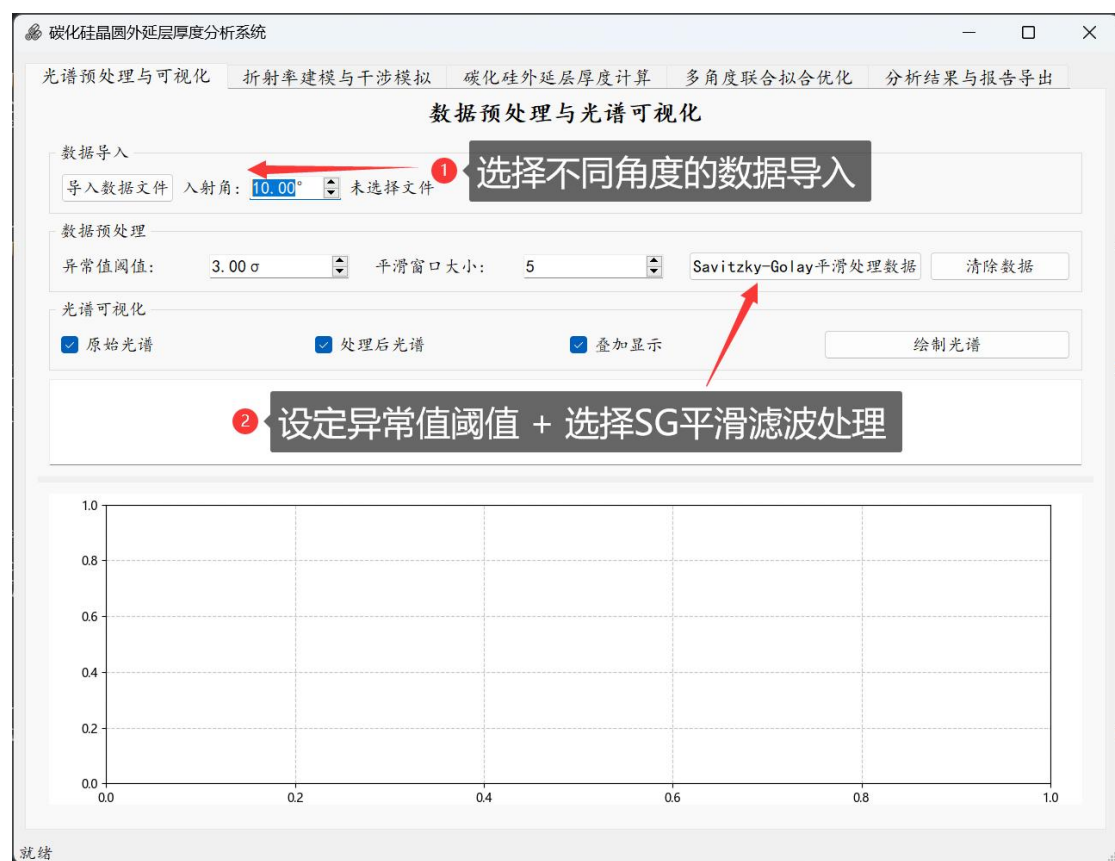 碳化硅晶圆外延层厚度分析系统
光谱预处理与可视化 折射率建模与干涉模拟 碳化硅外延层厚度计算 多角度联合拟合优化 分析结果与报告导出
数据预处理与光谱可视化
数据导入
导入数据文件 入射角: 10.00° 未选择文件
1 选择不同角度的数据导入
数据预处理
异常值阈值: 3.00 σ 平滑窗口大小: 5 Savitzky-Golay平滑处理数据 清除数据
光谱可视化
原始光谱 处理后光谱 叠加显示 绘制光谱
2 设定异常值阈值 + 选择SG平滑滤波处理
1.0
0.8
0.6
0.4
0.2
0.0
0.0 0.2 0.4 0.6 0.8 1.0
就绪